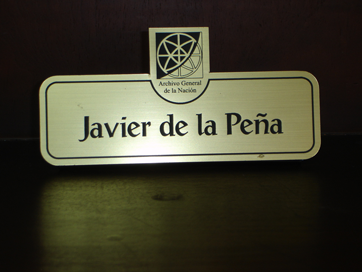 Archivo General
de la Nación
Javier de la Peña